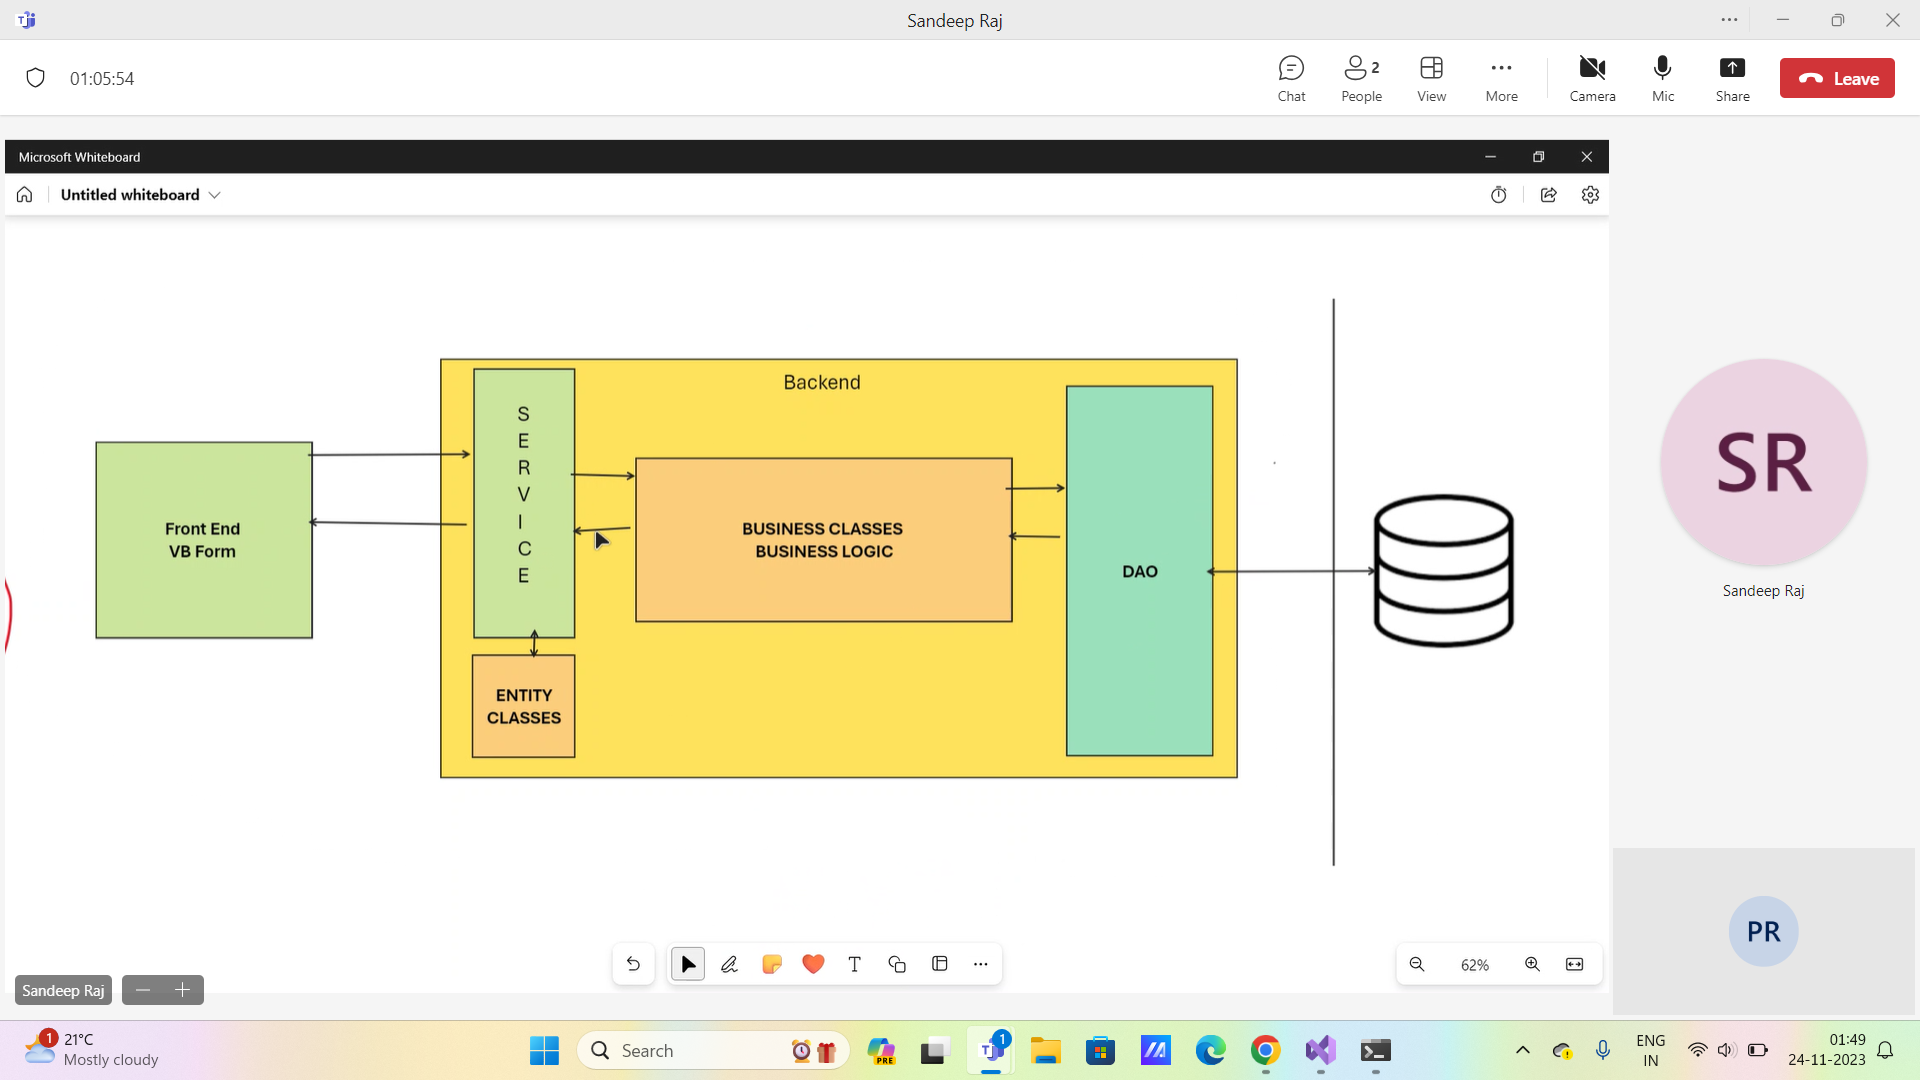 Sandeep Raj
01:05:54
Chat
2
People
View
More
Camera
Mic
Share
Leave
Microsoft Whiteboard
Untitled whiteboard
Backend
S
E
R
V
I
C
E
Front End
VB Form
BUSINESS CLASSES
BUSINESS LOGIC
DAO
ENTITY
CLASSES
SR
Sandeep Raj
PR
62%
Sandeep Raj
1
21°C
Mostly cloudy
Search
PRE
1
ENG
IN
01:49
24-11-2023